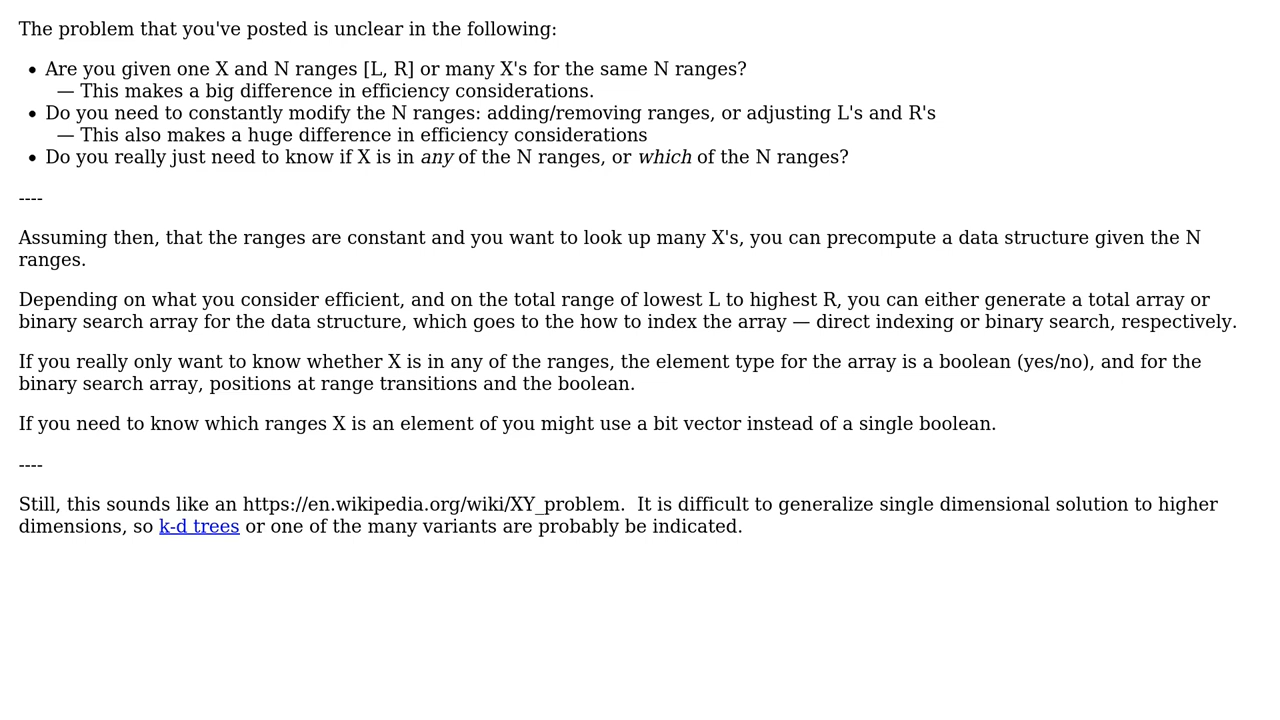 The problem that you've posted is unclear in the following:
• Are you given one X and N ranges [L, R] or many X's for the same N ranges?
— This makes a big difference in efficiency considerations.
• Do you need to constantly modify the N ranges: adding/removing ranges, or adjusting L's and R's
— This also makes a huge difference in efficiency considerations
• Do you really just need to know if X is in any of the N ranges, or which of the N ranges?
----
Assuming then, that the ranges are constant and you want to look up many X's, you can precompute a data structure given the N
ranges.
Depending on what you consider efficient, and on the total range of lowest L to highest R, you can either generate a total array or
binary search array for the data structure, which goes to the how to index the array — direct indexing or binary search, respectively.
If you really only want to know whether X is in any of the ranges, the element type for the array is a boolean (yes/no), and for the
binary search array, positions at range transitions and the boolean.
If you need to know which ranges X is an element of you might use a bit vector instead of a single boolean.
----
Still, this sounds like an https://en.wikipedia.org/wiki/XY_problem.  It is difficult to generalize single dimensional solution to higher
dimensions, so k-d trees or one of the many variants are probably be indicated.